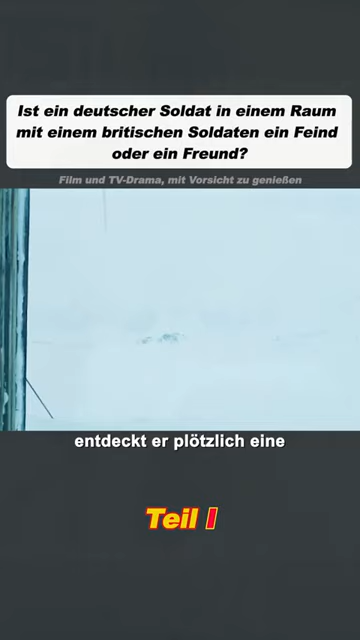 Ist ein deutscher Soldat in einem Raum
mit einem britischen Soldaten ein Feind
oder ein Freund?
Film und TV-Drama, mit Vorsicht zu genießen
entdeckt er plötzlich eine
Teil I